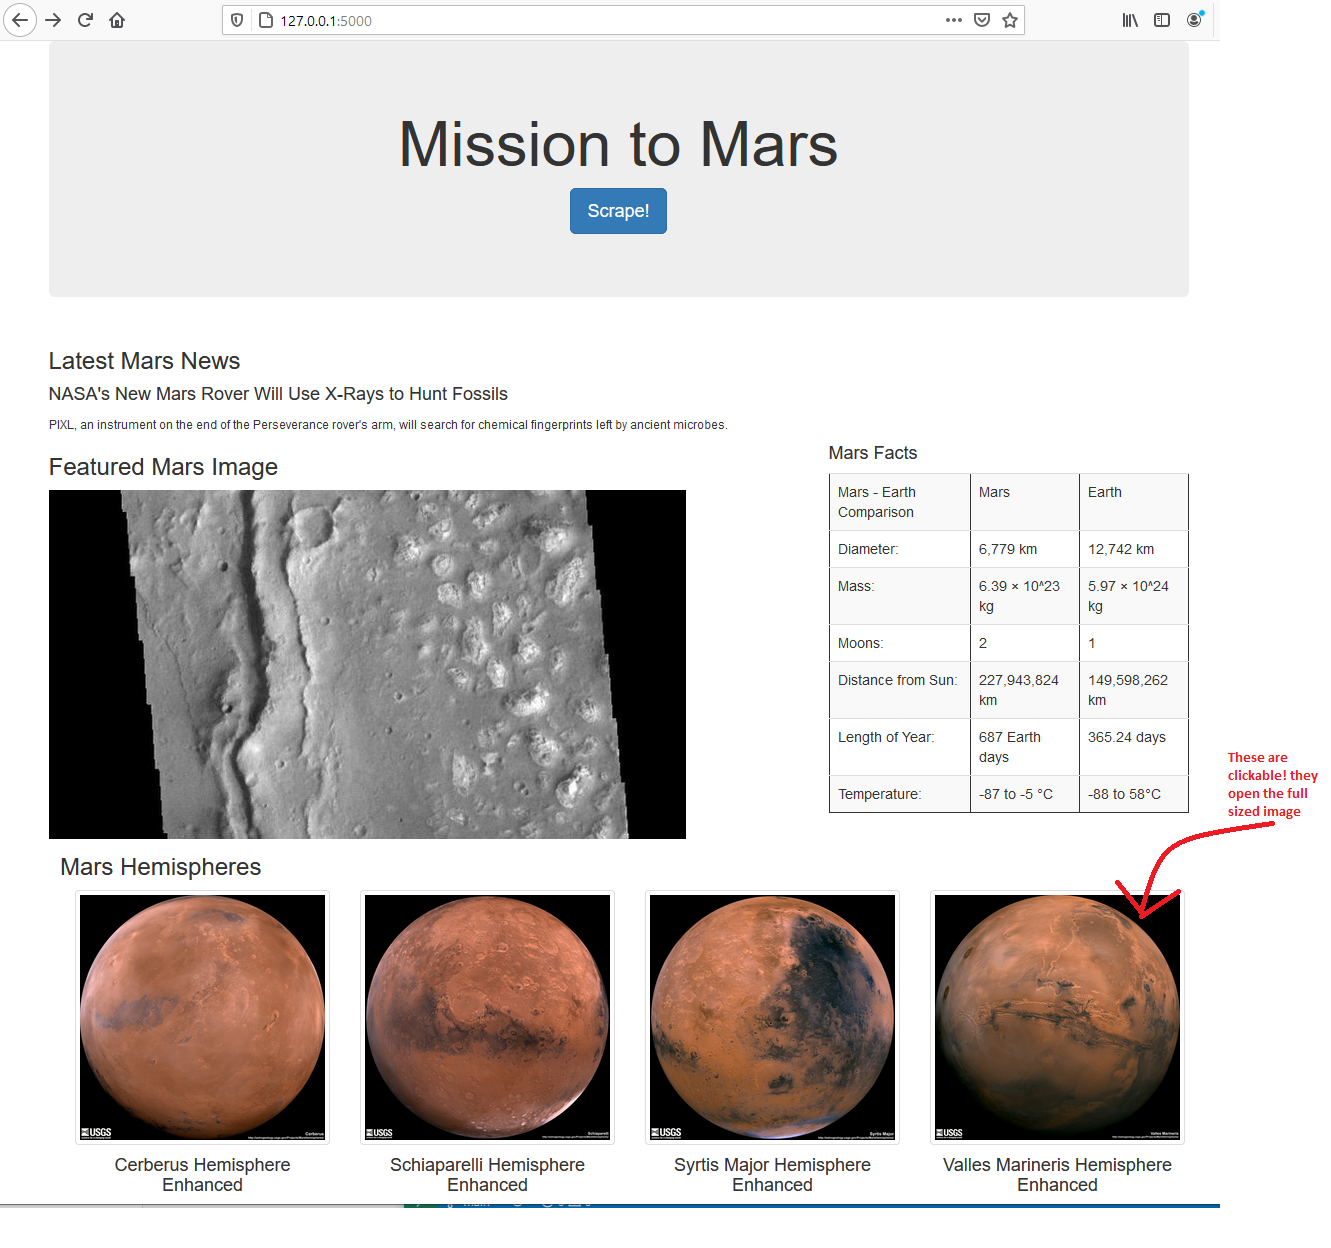 127.0.0.1:5000
Mission to Mars
Scrape!
Latest Mars News
NASA's New Mars Rover Will Use X-Rays to Hunt Fossils
PIXL, an instrument on the end of the Perseverance rover's arm, will search for chemical fingerprints left by ancient microbes.
Featured Mars Image
Mars Facts
Mars - Earth
Comparison
Mars
Earth
Diameter:
6,779 km
12,742 km
Mass:
6.39 × 10^23
kg
5.97 × 10^24
kg
Moons:
2
1
Distance from Sun:
227,943,824
km
149,598,262
km
Length of Year:
687 Earth
days
365.24 days
Temperature:
-87 to -5 °C
-88 to 58°C
These are
clickable! they
open the full
sized image
Mars Hemispheres
USGS
Cerberus
USGS
Schiaparelli
USGS
Syrtis Major
USGS
Valles Marineris
Cerberus Hemisphere
Enhanced
Schiaparelli Hemisphere
Enhanced
Syrtis Major Hemisphere
Enhanced
Valles Marineris Hemisphere
Enhanced